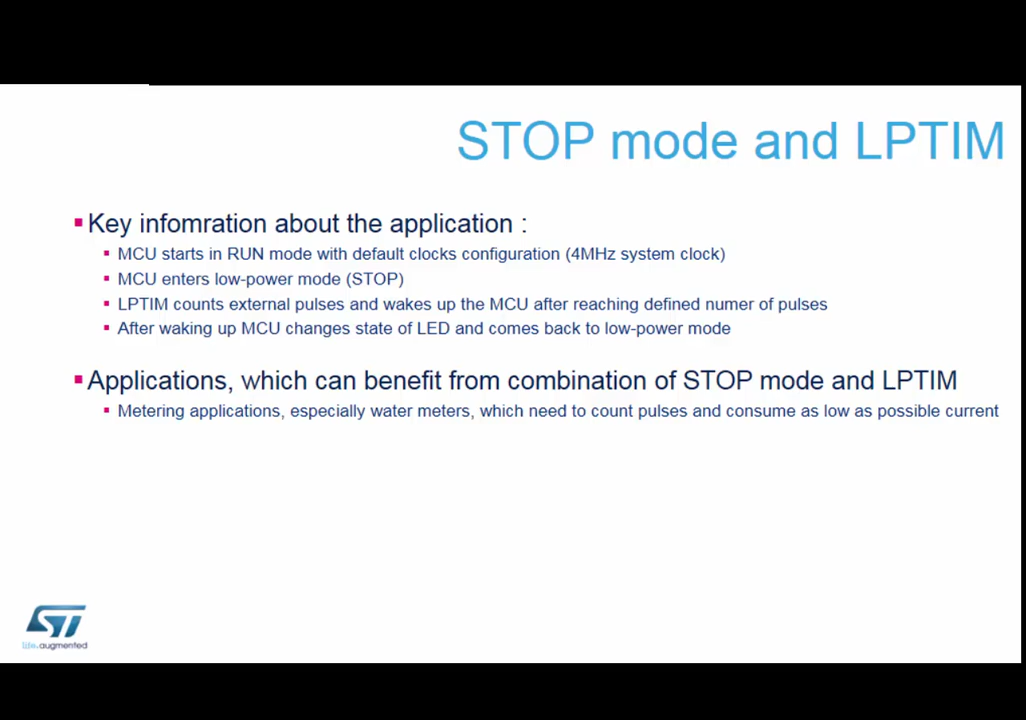 STOP mode and LPTIM
Key infomration about the application :
MCU starts in RUN mode with default clocks configuration (4MHz system clock)
MCU enters low-power mode (STOP)
LPTIM counts external pulses and wakes up the MCU after reaching defined numer of pulses
After waking up MCU changes state of LED and comes back to low-power mode
Applications, which can benefit from combination of STOP mode and LPTIM
Metering applications, especially water meters, which need to count pulses and consume as low as possible current
ST
life.augmented